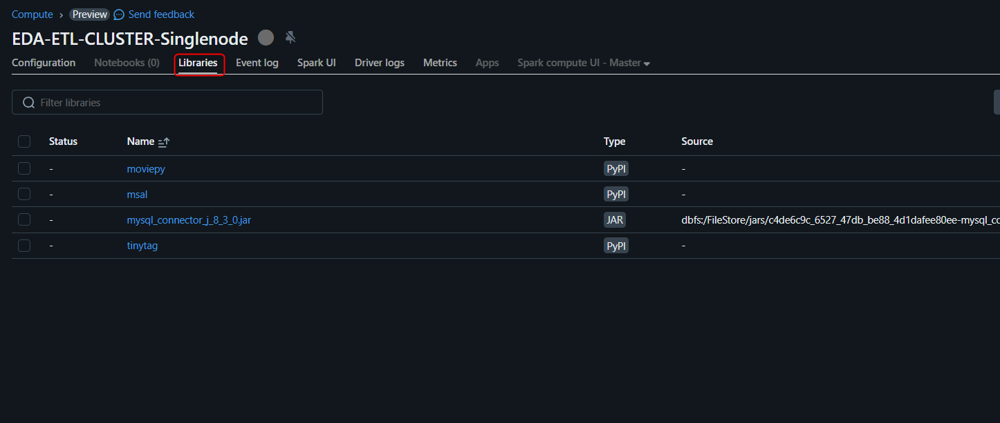 Compute › Preview Send feedback
EDA-ETL-CLUSTER-Singlenode
Configuration Notebooks (0) Libraries Event log Spark UI Driver logs Metrics Apps Spark compute UI - Master
Filter libraries
Status Name Type Source
- moviepy PyPI -
- msal PyPI -
- mysql_connector_j_8_3_0.jar JAR dbfs:/FileStore/jars/c4de6c9c_6527_47db_be88_4d1dafee80ee-mysql_co
- tinytag PyPI -